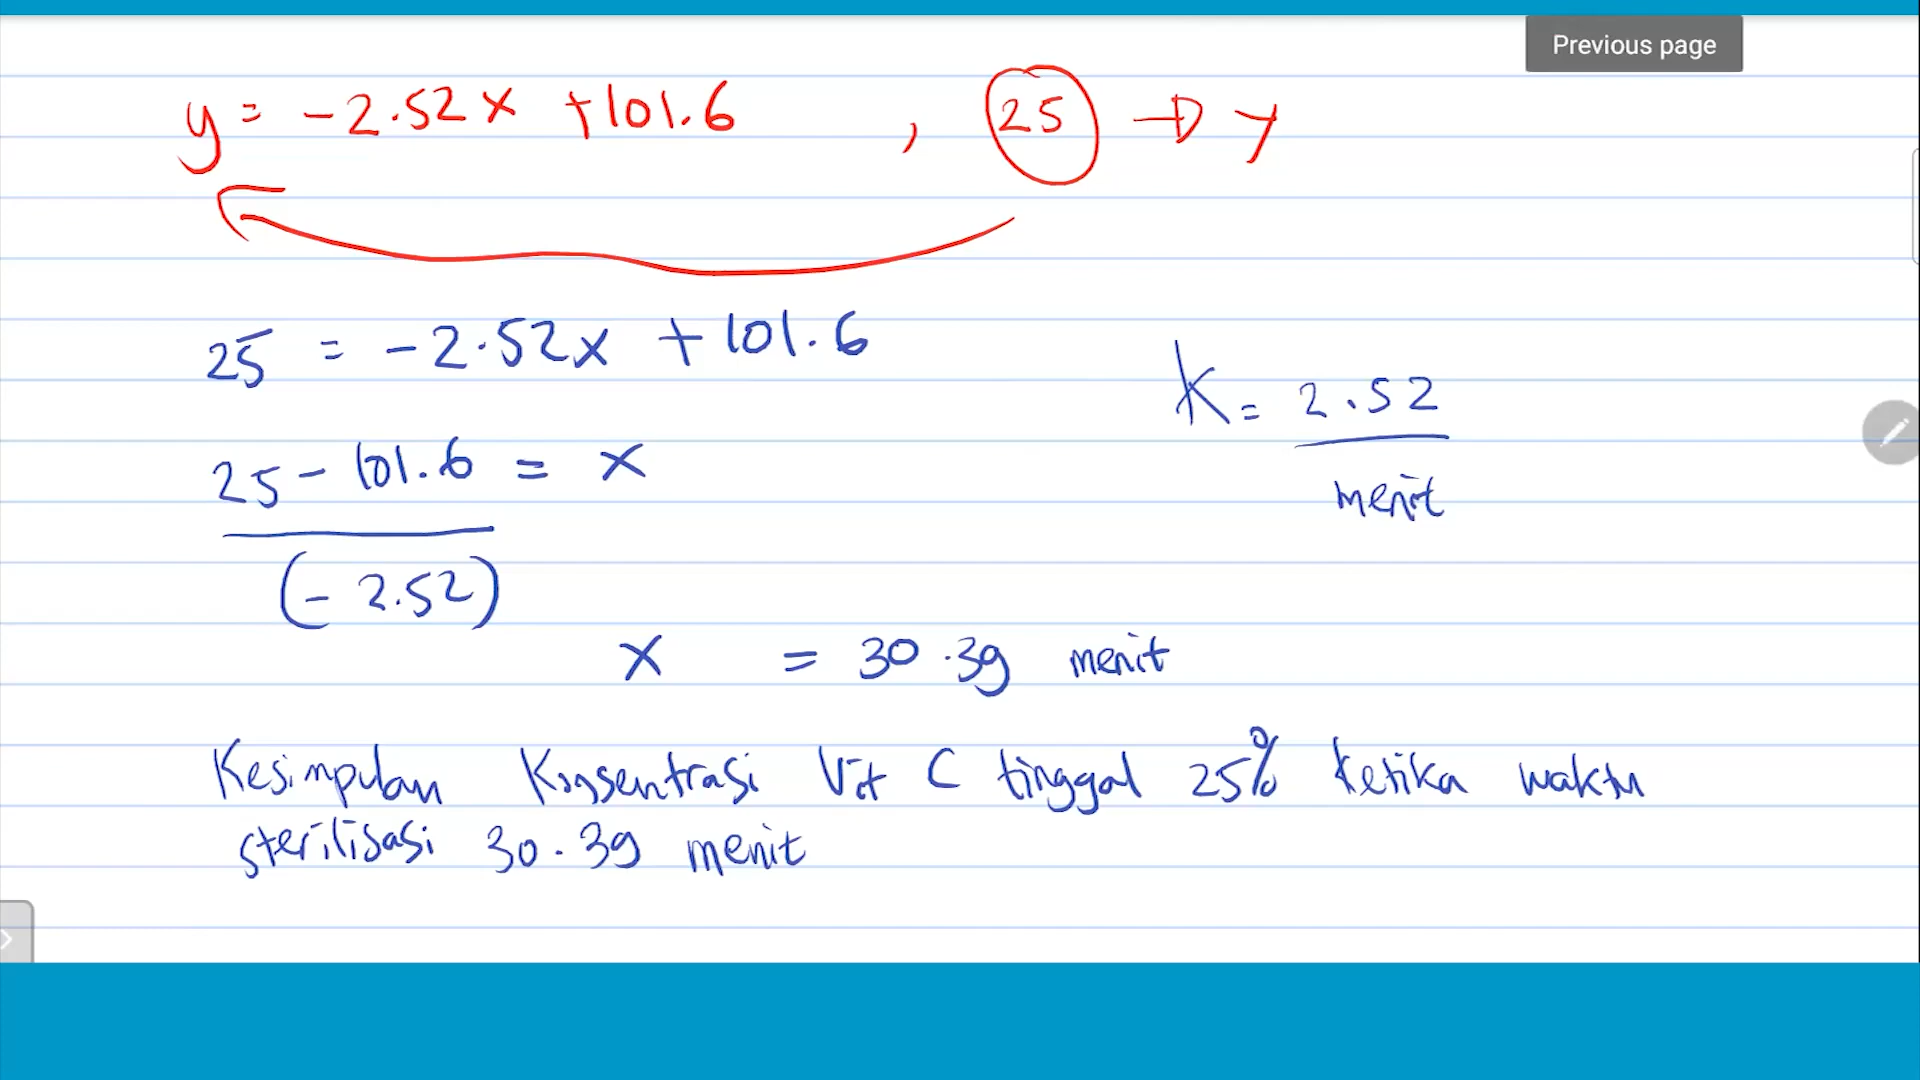 Previous page
y = -2.52x +101.6 , 25 → y
25 = -2.52x +101.6
K = 2.52
menit
25 - 101.6 = x
(-2.52)
x = 30.39 menit
Kesimpulan Konsentrasi Vit C tinggal 25% ketika waktu
sterilisasi 30.39 menit